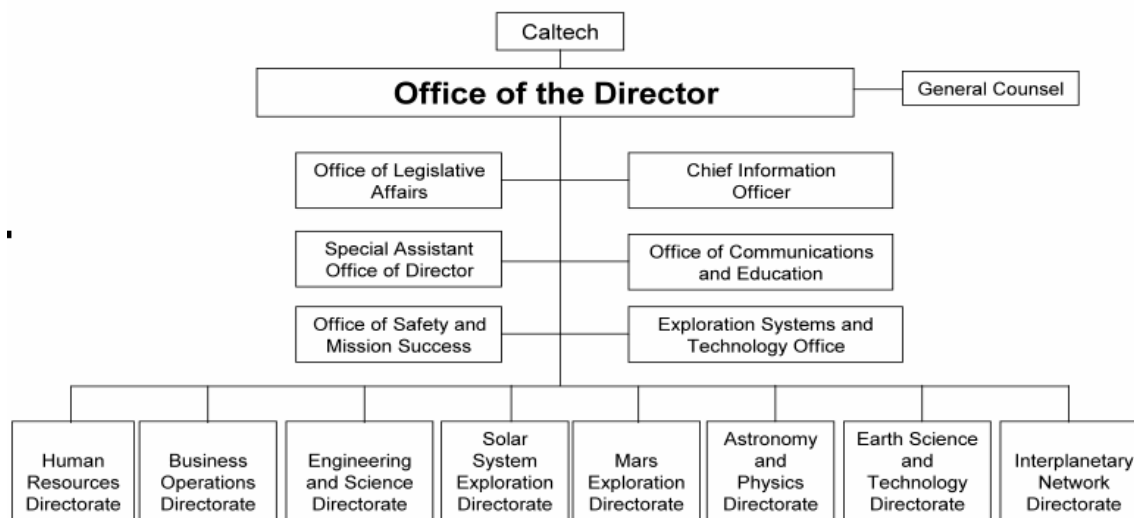 Caltech
Office of the Director
General Counsel
Office of Legislative
Affairs
Chief Information
Officer
Special Assistant
Office of Director
Office of Communications
and Education
Office of Safety and
Mission Success
Exploration Systems and
Technology Office
Human
Resources
Directorate
Business
Operations
Directorate
Engineering
and Science
Directorate
Solar
System
Exploration
Directorate
Mars
Exploration
Directorate
Astronomy
and
Physics
Directorate
Earth Science
and
Technology
Directorate
Interplanetary
Network
Directorate